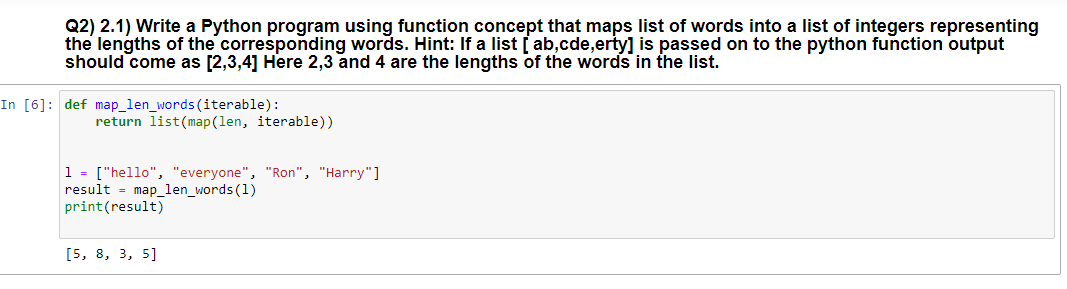 Q2) 2.1) Write a Python program using function concept that maps list of words into a list of integers representing
the lengths of the corresponding words. Hint: If a list [ ab,cde,erty] is passed on to the python function output
should come as [2,3,4] Here 2,3 and 4 are the lengths of the words in the list.
In [6]: def map_len_words(iterable):
    return list(map(len, iterable))
l = ["hello", "everyone", "Ron", "Harry"]
result = map_len_words(l)
print(result)
[5, 8, 3, 5]